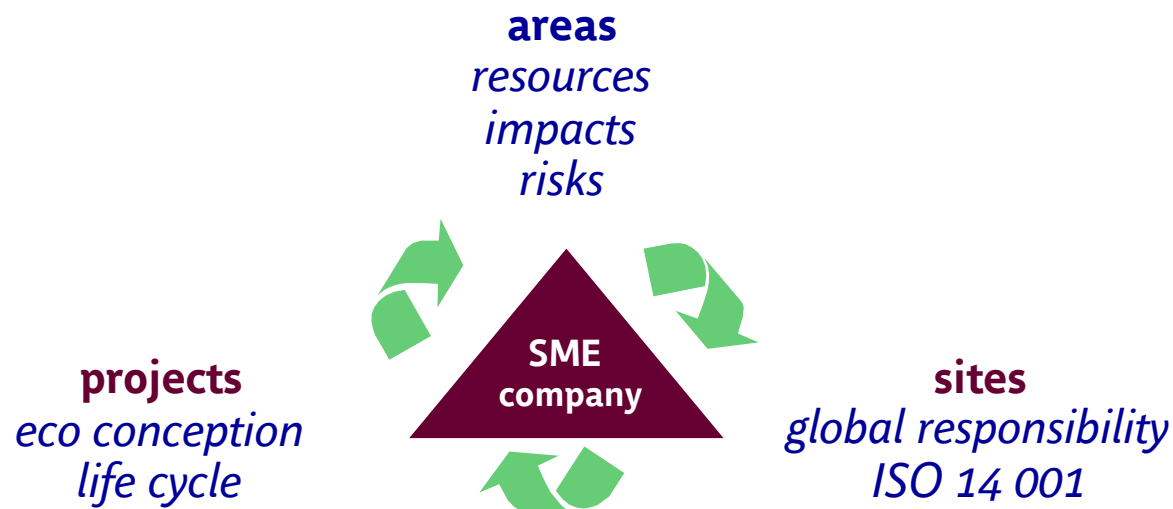 areas
resources
impacts
risks
SME
company
projects
eco conception
life cycle
sites
global responsibility
ISO 14 001